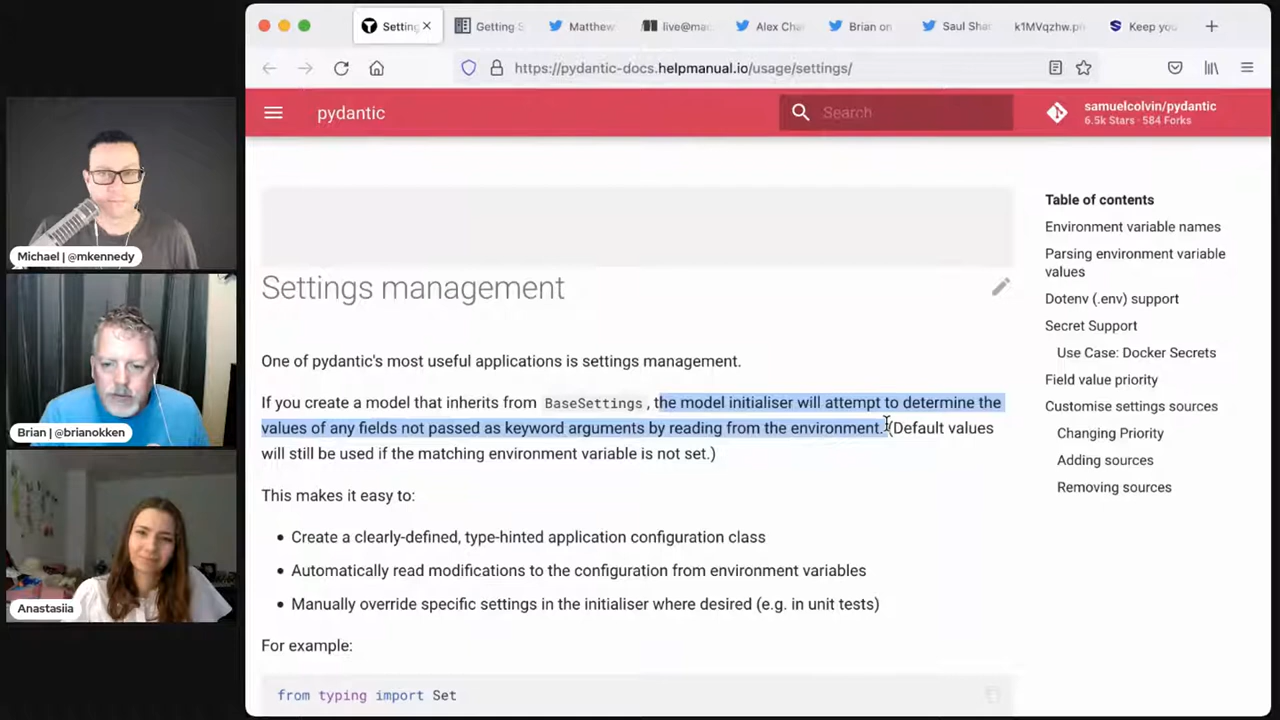 Settin
Getting S
Matthew
live@mac
Alex Cha
Brian on
Saul Shar
k1MVqzhw.ph
Keep you
https://pydantic-docs.helpmanual.io/usage/settings/
pydantic
Search
samuelcolvin/pydantic
6.5k Stars · 584 Forks
Settings management
One of pydantic's most useful applications is settings management.
If you create a model that inherits from BaseSettings, the model initialiser will attempt to determine the
values of any fields not passed as keyword arguments by reading from the environment. (Default values
will still be used if the matching environment variable is not set.)
This makes it easy to:
• Create a clearly-defined, type-hinted application configuration class
• Automatically read modifications to the configuration from environment variables
• Manually override specific settings in the initialiser where desired (e.g. in unit tests)
For example:
from typing import Set
Table of contents
Environment variable names
Parsing environment variable
values
Dotenv (.env) support
Secret Support
Use Case: Docker Secrets
Field value priority
Customise settings sources
Changing Priority
Adding sources
Removing sources
Michael | @mkennedy
Brian | @brianokken
Anastasiia